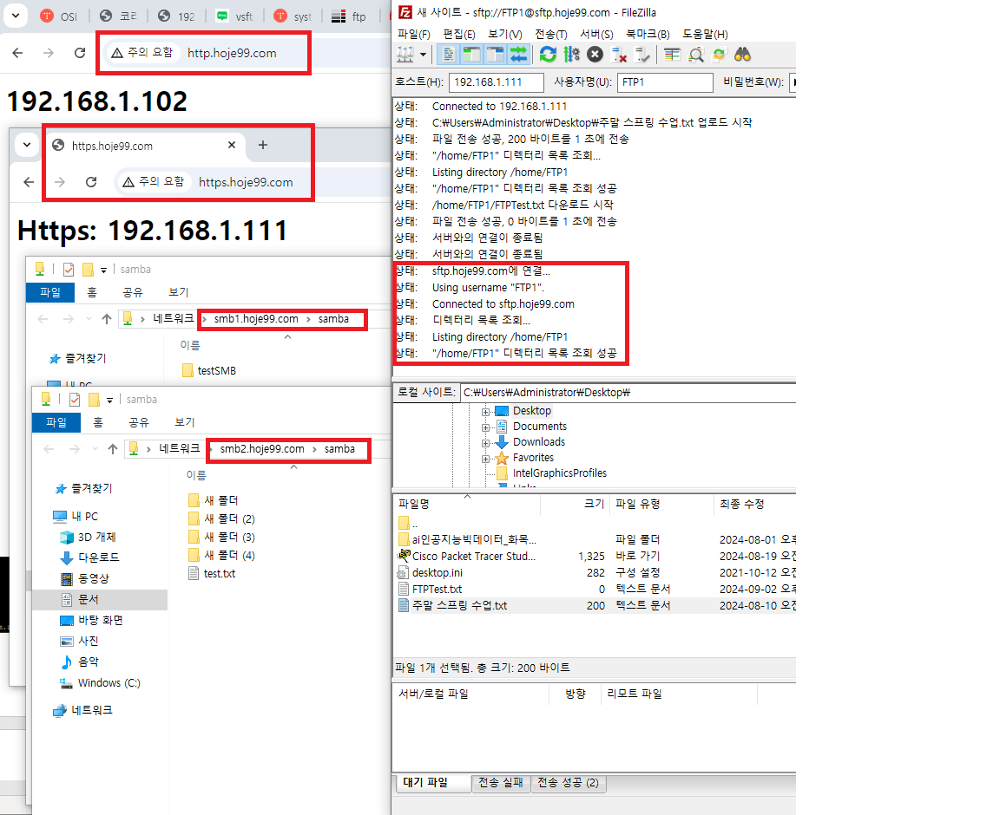 OSI
코리
192
vsft
syst
ftp
주의 요함
http.hoje99.com
192.168.1.102
https.hoje99.com
주의 요함
https.hoje99.com
Https: 192.168.1.111
samba
파일
홈
공유
보기
네트워크
smb1.hoje99.com
samba
이름
즐겨찾기
testSMB
내 PC
samba
파일
홈
공유
보기
네트워크
smb2.hoje99.com
samba
이름
즐겨찾기
내 PC
3D 개체
다운로드
동영상
문서
바탕 화면
사진
음악
Windows (C:)
네트워크
새 폴더
새 폴더 (2)
새 폴더 (3)
새 폴더 (4)
test.txt
새 사이트 - sftp://FTP1@sftp.hoje99.com - FileZilla
파일(F) 편집(E) 보기(V) 전송(T) 서버(S) 북마크(B) 도움말(H)
호스트(H): 192.168.1.111 사용자명(U): FTP1 비밀번호(W):
상태: Connected to 192.168.1.111
상태: C:₩Users₩Administrator₩Desktop₩주말 스프링 수업.txt 업로드 시작
상태: 파일 전송 성공, 200 바이트를 1 초에 전송
상태: "/home/FTP1" 디렉터리 목록 조회...
상태: Listing directory /home/FTP1
상태: "/home/FTP1" 디렉터리 목록 조회 성공
상태: /home/FTP1/FTPTest.txt 다운로드 시작
상태: 파일 전송 성공, 0 바이트를 1 초에 전송
상태: 서버와의 연결이 종료됨
상태: 서버와의 연결이 종료됨
상태: sftp.hoje99.com에 연결...
상태: Using username "FTP1".
상태: Connected to sftp.hoje99.com
상태: 디렉터리 목록 조회...
상태: Listing directory /home/FTP1
상태: "/home/FTP1" 디렉터리 목록 조회 성공
로컬 사이트: C:₩Users₩Administrator₩Desktop₩
Desktop
Documents
Downloads
Favorites
IntelGraphicsProfiles
파일명 크기 파일 유형 최종 수정
..
ai인공지능빅데이터_화목... 파일 폴더 2024-08-01 오후
Cisco Packet Tracer Stud... 1,325 바로 가기 2024-08-19 오전
desktop.ini 282 구성 설정 2021-10-12 오전
FTPTest.txt 0 텍스트 문서 2024-09-02 오후
주말 스프링 수업.txt 200 텍스트 문서 2024-08-10 오전
파일 1개 선택됨. 총 크기: 200 바이트
서버/로컬 파일 방향 리모트 파일
대기 파일 전송 실패 전송 성공 (2)